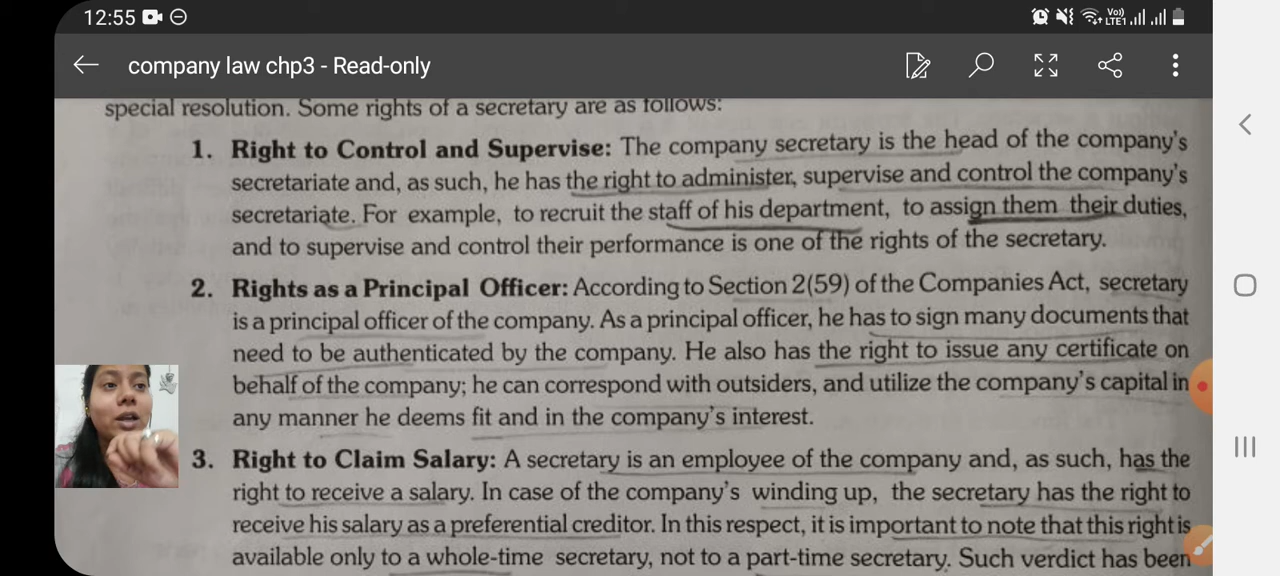 12:55
Vo))
LTE1
company law chp3 - Read-only
special resolution. Some rights of a secretary are as follows:
1. Right to Control and Supervise: The company secretary is the head of the company's
secretariate and, as such, he has the right to administer, supervise and control the company's
secretariate. For example, to recruit the staff of his department, to assign them their duties,
and to supervise and control their performance is one of the rights of the secretary.
2. Rights as a Principal Officer: According to Section 2(59) of the Companies Act, secretary
is a principal officer of the company. As a principal officer, he has to sign many documents that
need to be authenticated by the company. He also has the right to issue any certificate on
behalf of the company; he can correspond with outsiders, and utilize the company's capital in
any manner he deems fit and in the company's interest.
3. Right to Claim Salary: A secretary is an employee of the company and, as such, has the
right to receive a salary. In case of the company's winding up, the secretary has the right to
receive his salary as a preferential creditor. In this respect, it is important to note that this right is
available only to a whole-time secretary, not to a part-time secretary. Such verdict has been